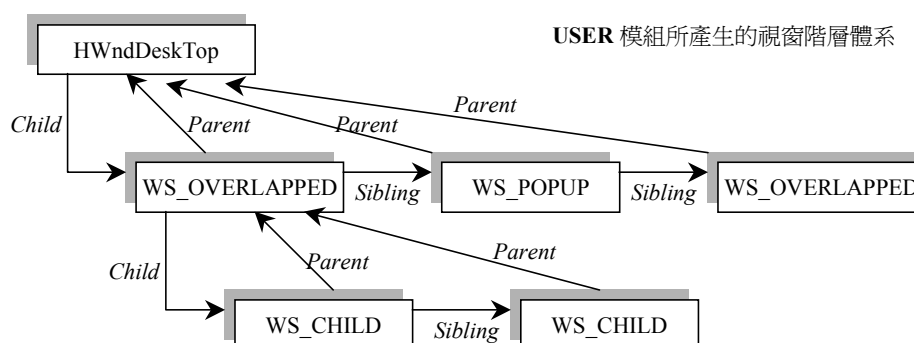 USER 模組所產生的視窗階層體系
HWndDeskTop
Child
Parent
Parent
Parent
WS_OVERLAPPED
Sibling
WS_POPUP
Sibling
WS_OVERLAPPED
Child
Parent
Parent
WS_CHILD
Sibling
WS_CHILD